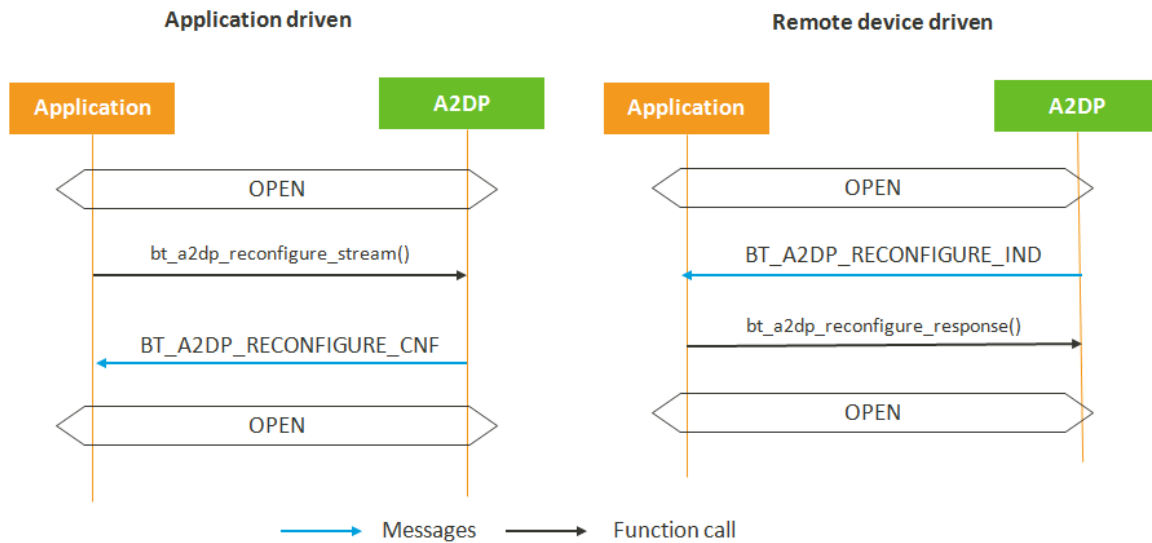 Application driven
Remote device driven
Application
A2DP
Application
A2DP
OPEN
OPEN
bt_a2dp_reconfigure_stream()
BT_A2DP_RECONFIGURE_IND
bt_a2dp_reconfigure_response()
BT_A2DP_RECONFIGURE_CNF
OPEN
OPEN
Messages
Function call